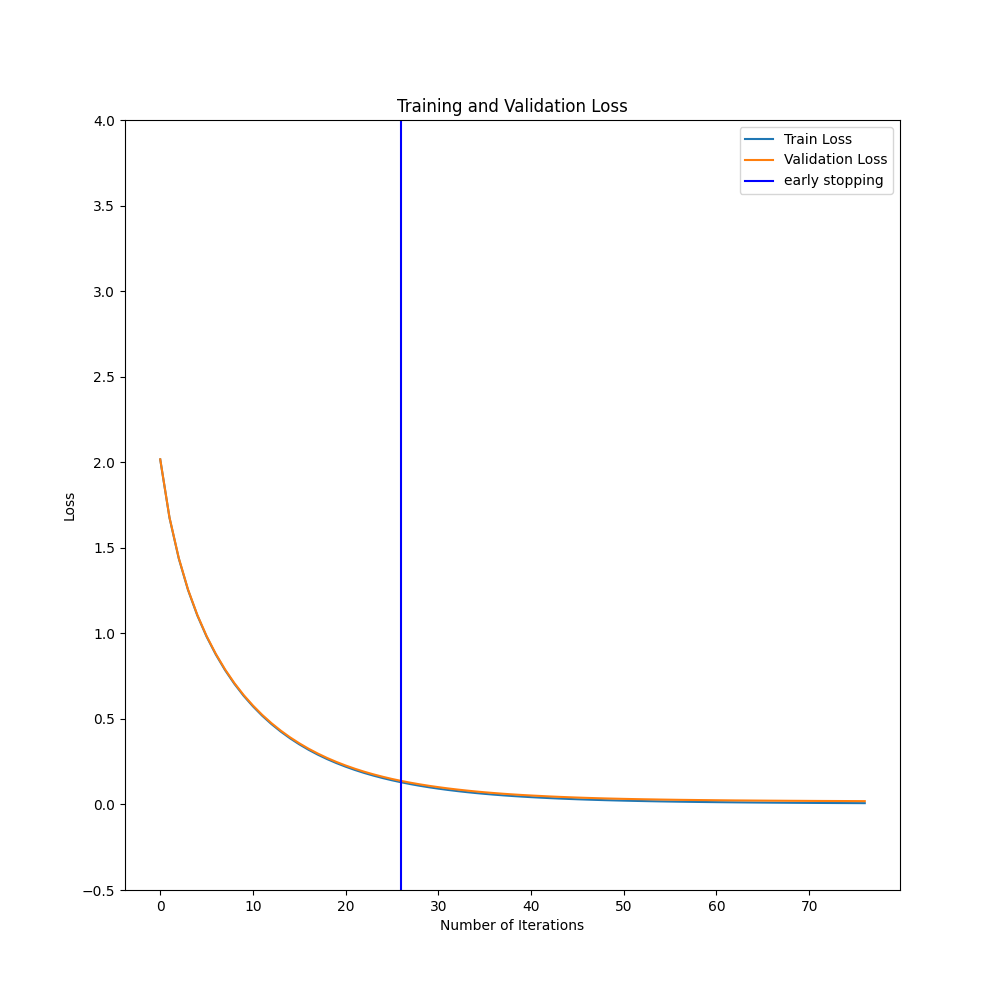 Training and Validation Loss
Train Loss
Validation Loss
early stopping
4.0
3.5
3.0
2.5
2.0
1.5
1.0
0.5
0.0
−0.5
Loss
0 10 20 30 40 50 60 70
Number of Iterations